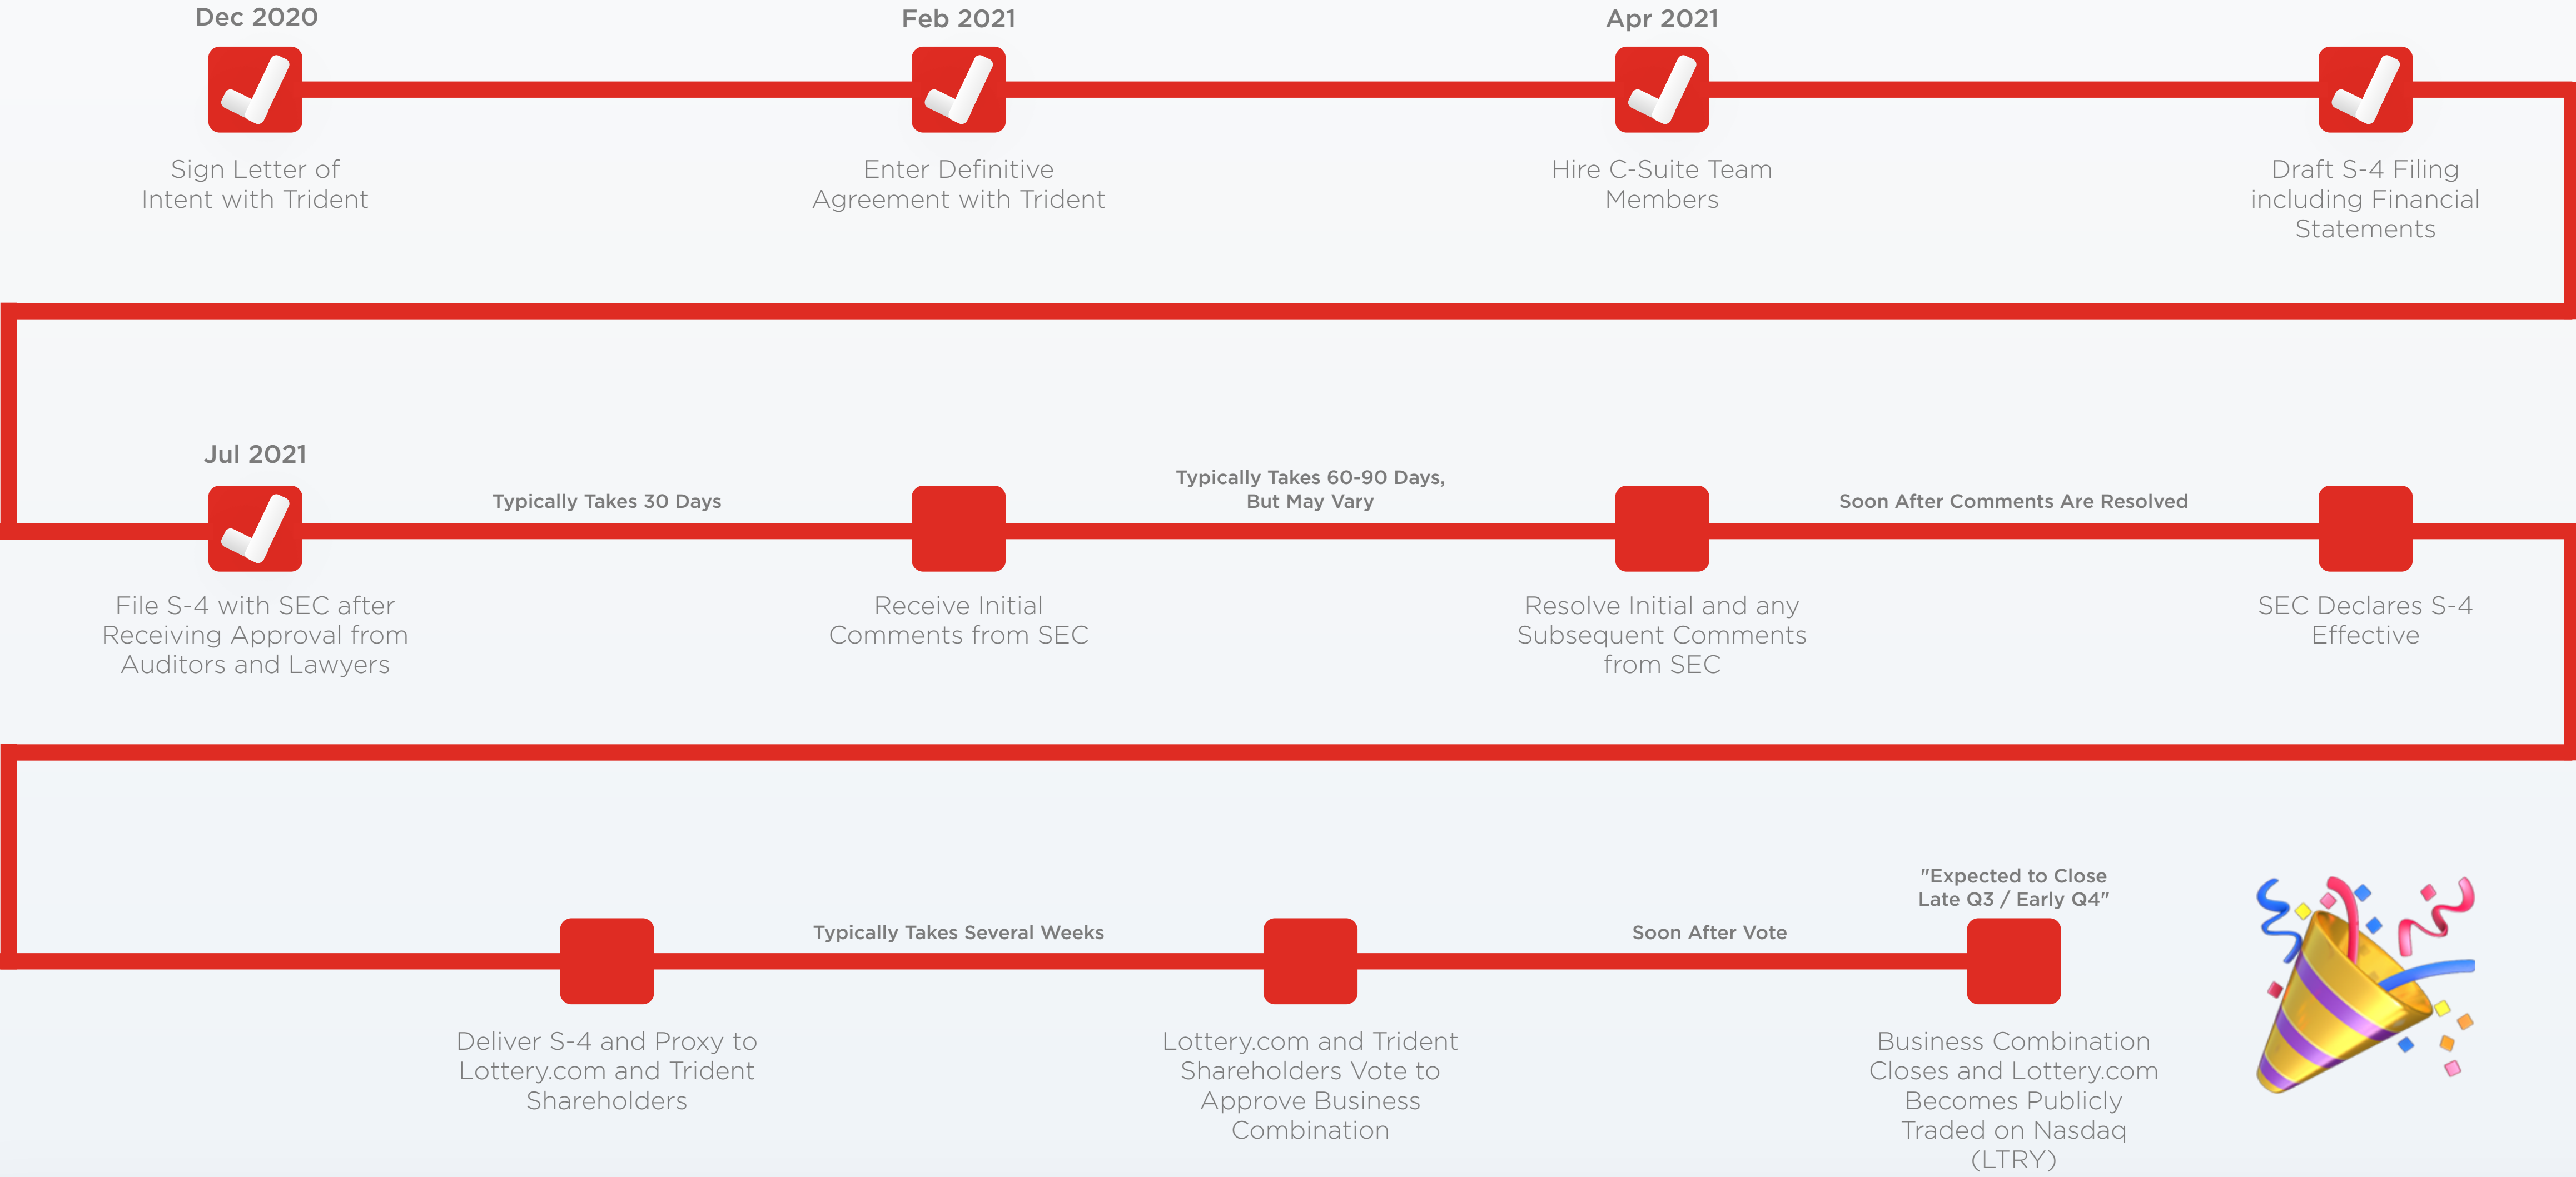 Dec 2020
Feb 2021
Apr 2021
Sign Letter of
Intent with Trident
Enter Definitive
Agreement with Trident
Hire C-Suite Team
Members
Draft S-4 Filing
including Financial
Statements
Jul 2021
Typically Takes 30 Days
Typically Takes 60-90 Days,
But May Vary
Soon After Comments Are Resolved
File S-4 with SEC after
Receiving Approval from
Auditors and Lawyers
Receive Initial
Comments from SEC
Resolve Initial and any
Subsequent Comments
from SEC
SEC Declares S-4
Effective
Typically Takes Several Weeks
Soon After Vote
"Expected to Close
Late Q3 / Early Q4"
Deliver S-4 and Proxy to
Lottery.com and Trident
Shareholders
Lottery.com and Trident
Shareholders Vote to
Approve Business
Combination
Business Combination
Closes and Lottery.com
Becomes Publicly
Traded on Nasdaq
(LTRY)